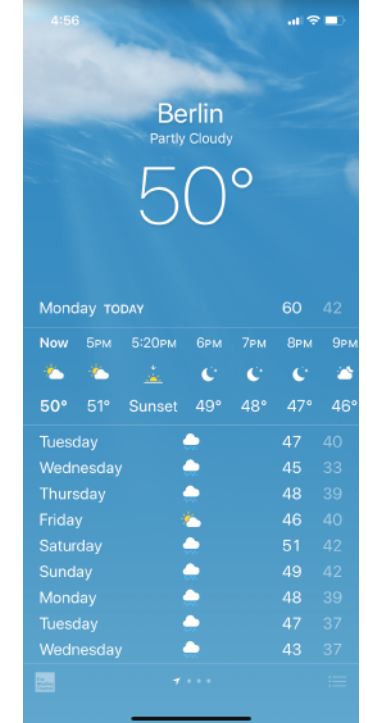 4:56
Berlin
Partly Cloudy
50°
Monday TODAY 60 42
Now 5PM 5:20PM 6PM 7PM 8PM 9PM
50° 51° Sunset 49° 48° 47° 46°
Tuesday 47 40
Wednesday 45 33
Thursday 48 39
Friday 46 40
Saturday 51 42
Sunday 49 42
Monday 48 39
Tuesday 47 37
Wednesday 43 37